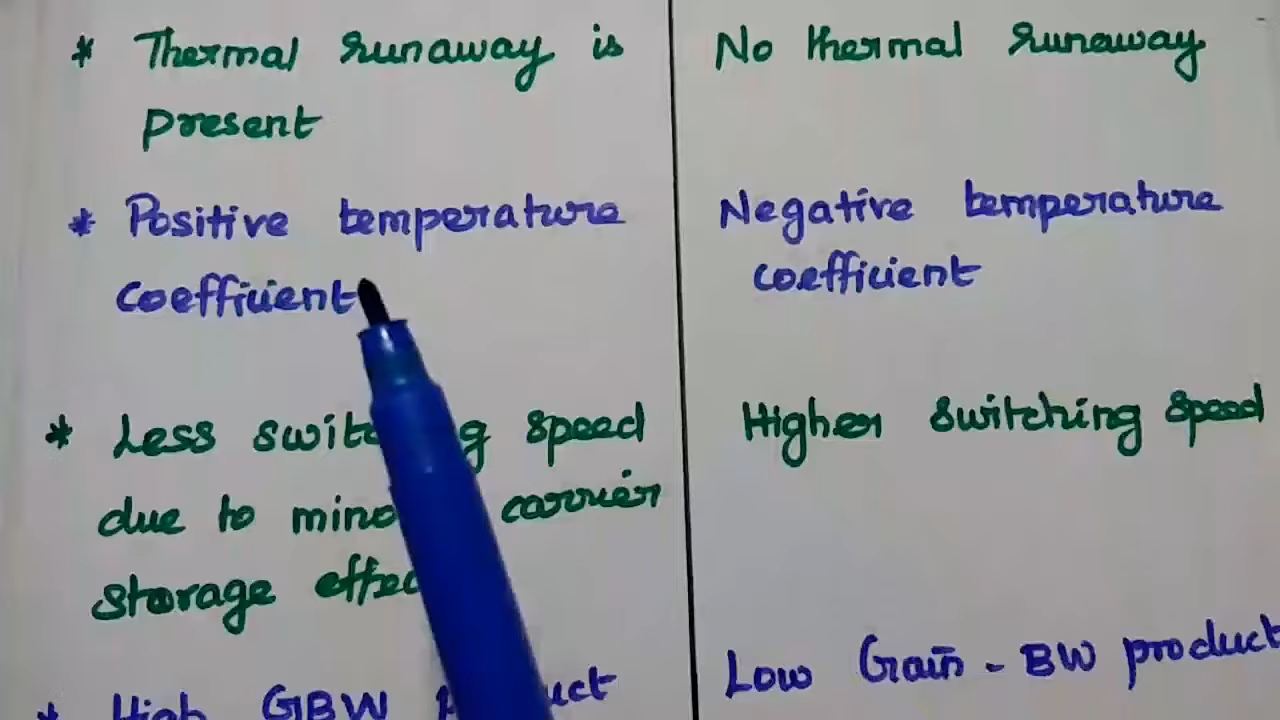 * Thermal runaway is
present
* Positive temperature
coefficient
* Less speed
due to carrier
storage
* High GBW
No thermal runaway
Negative temperature
coefficient
Higher switching speed
Low Gain - BW product